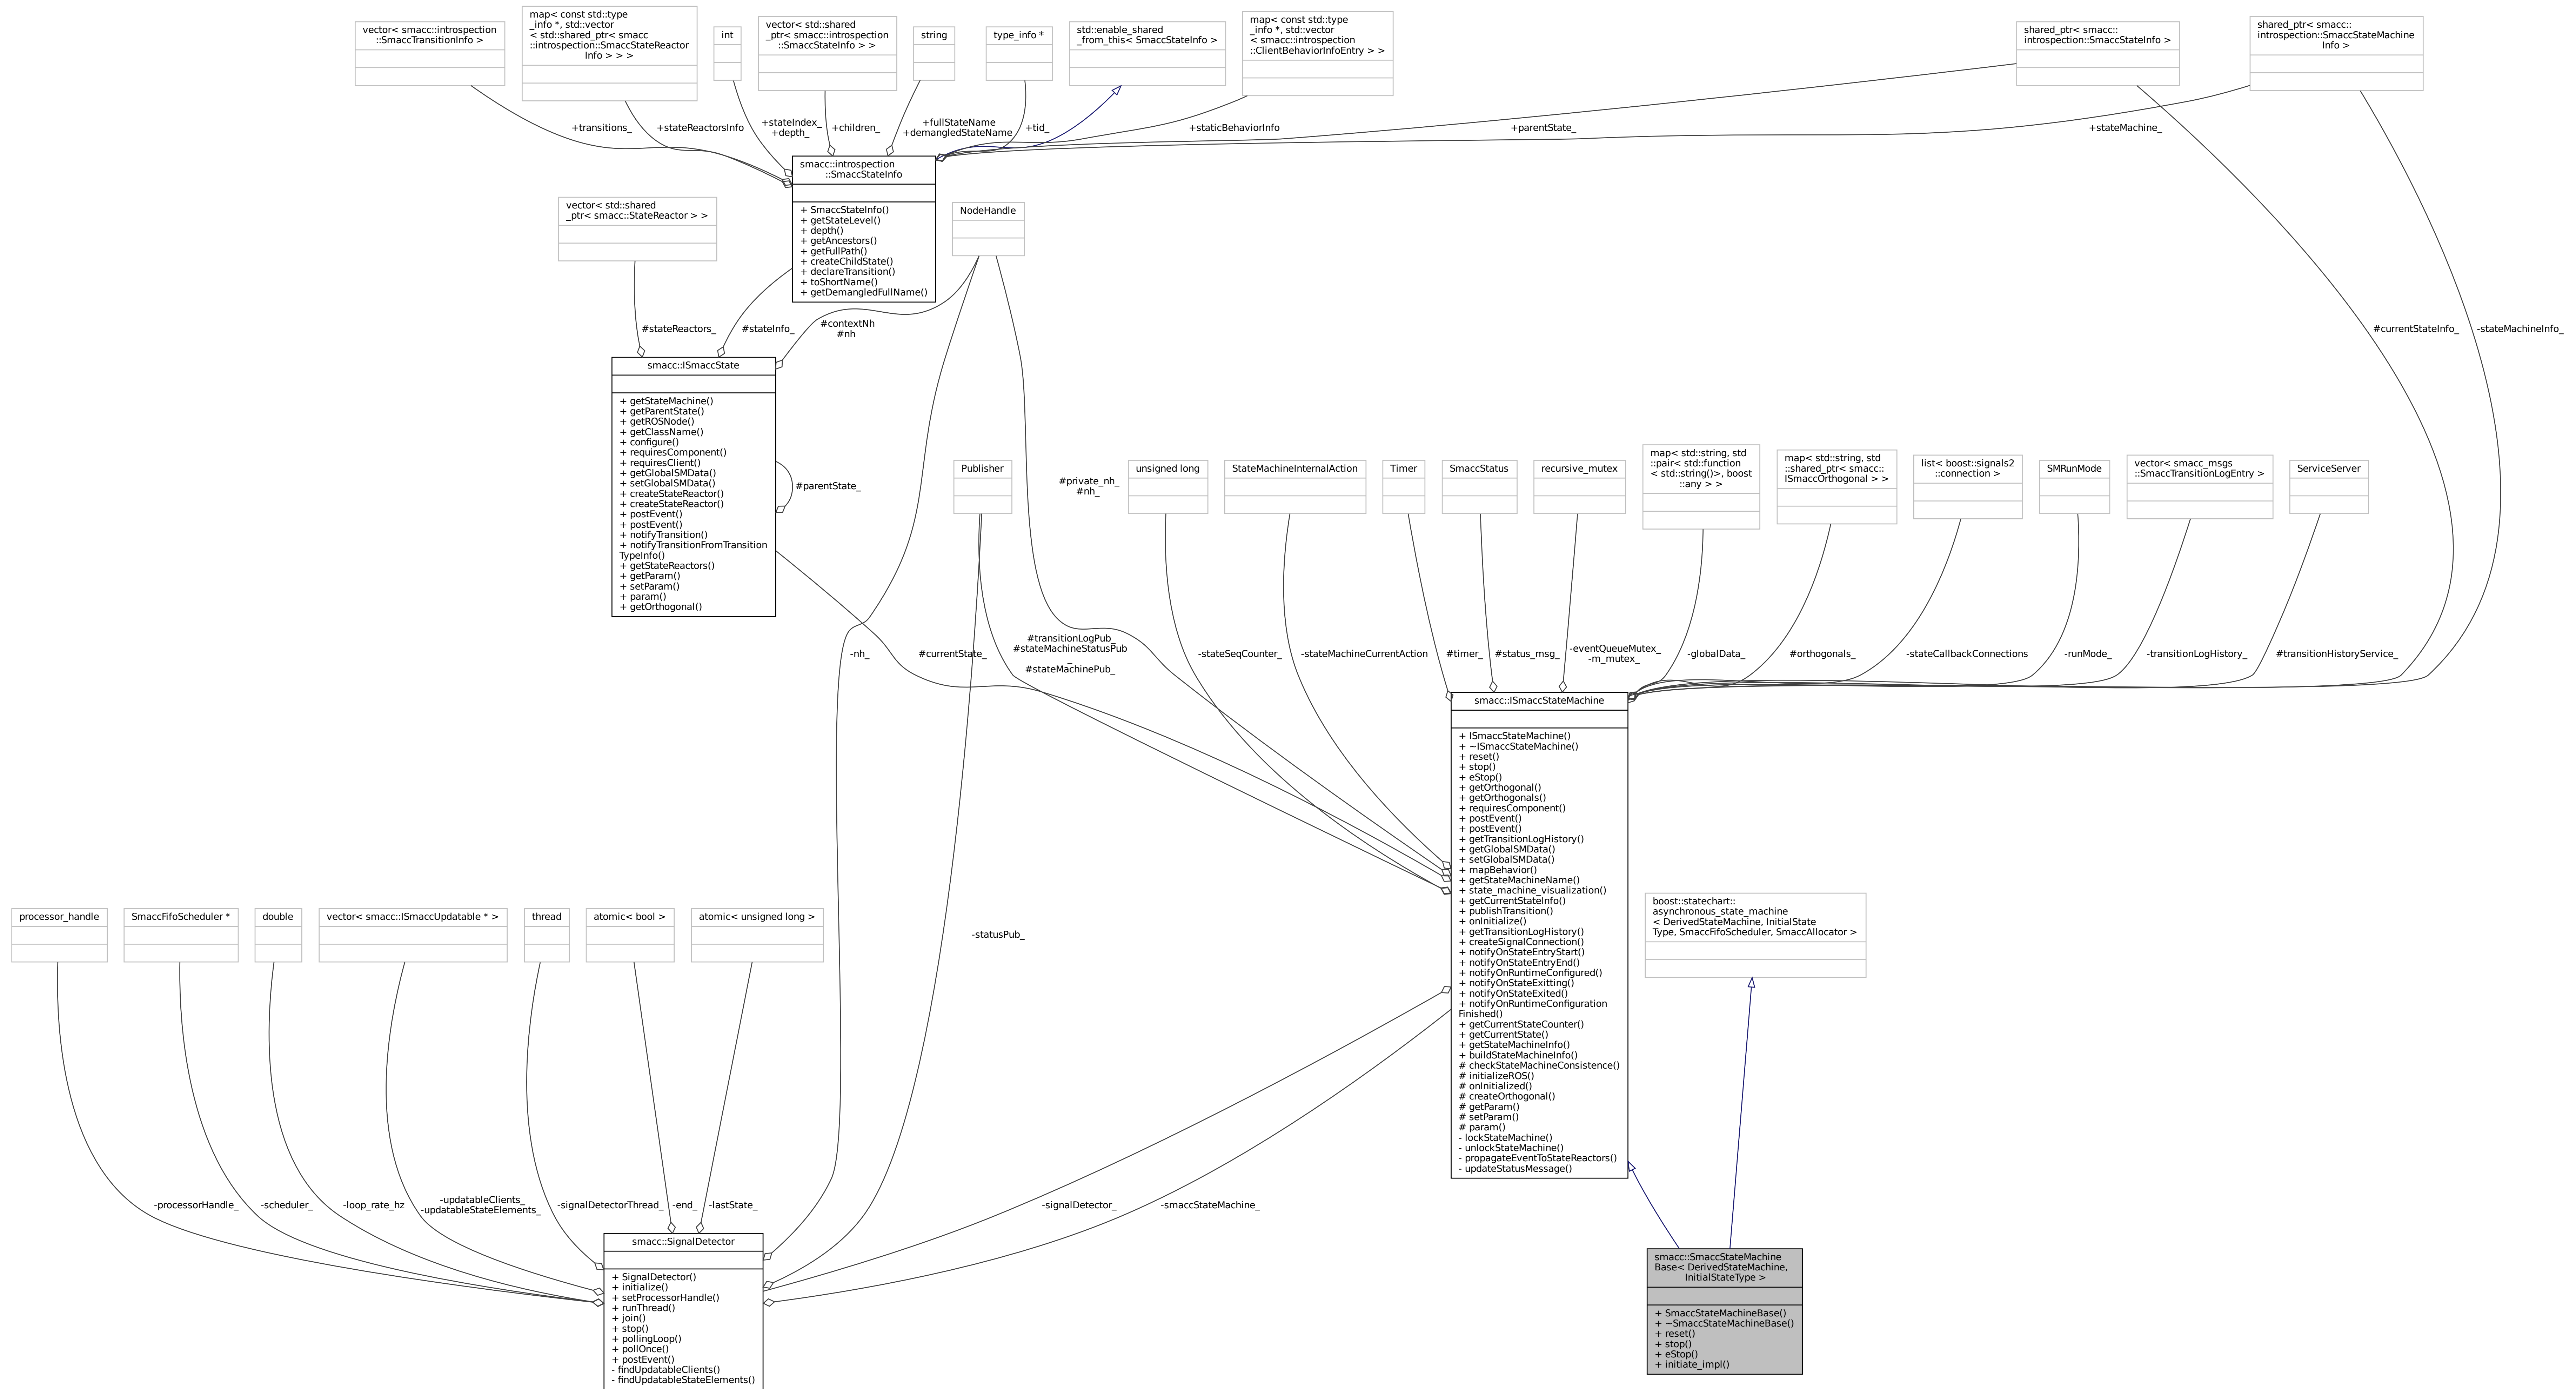 vector< smacc::introspection
::SmaccTransitionInfo >
map< const std::type
_info *, std::vector
< std::shared_ptr< smacc
::introspection::SmaccStateReactor
Info > > >
int
vector< std::shared
_ptr< smacc::introspection
::SmaccStateInfo > >
string
type_info *
std::enable_shared
_from_this< SmaccStateInfo >
map< const std::type
_info *, std::vector
< smacc::introspection
::ClientBehaviorInfoEntry > >
shared_ptr< smacc::
introspection::SmaccStateInfo >
shared_ptr< smacc::
introspection::SmaccStateMachine
Info >
+transitions_
+stateReactorsInfo
+stateIndex_
+depth_
+children_
+fullStateName
+demangledStateName
+tid_
+staticBehaviorInfo
+parentState_
+stateMachine_
smacc::introspection
::SmaccStateInfo
+ SmaccStateInfo()
+ getStateLevel()
+ depth()
+ getAncestors()
+ getFullPath()
+ createChildState()
+ declareTransition()
+ toShortName()
+ getDemangledFullName()
vector< std::shared
_ptr< smacc::StateReactor > >
NodeHandle
#stateReactors_
#stateInfo_
#contextNh
#nh
#currentStateInfo_
-stateMachineInfo_
smacc::ISmaccState
+ getStateMachine()
+ getParentState()
+ getROSNode()
+ getClassName()
+ configure()
+ requiresComponent()
+ requiresClient()
+ getGlobalSMData()
+ setGlobalSMData()
+ createStateReactor()
+ createStateReactor()
+ postEvent()
+ postEvent()
+ notifyTransition()
+ notifyTransitionFromTransition
TypeInfo()
+ getStateReactors()
+ getParam()
+ setParam()
+ param()
+ getOrthogonal()
#parentState_
Publisher
#private_nh_
#nh_
unsigned long
StateMachineInternalAction
Timer
SmaccStatus
recursive_mutex
map< std::string, std
::pair< std::function
< std::string()>, boost
::any > >
map< std::string, std
::shared_ptr< smacc::
ISmaccOrthogonal > >
list< boost::signals2
::connection >
SMRunMode
vector< smacc_msgs
::SmaccTransitionLogEntry >
ServiceServer
-nh_
#currentState_
#transitionLogPub_
#stateMachineStatusPub
_
#stateMachinePub_
-stateSeqCounter_
-stateMachineCurrentAction
#timer_
#status_msg_
-eventQueueMutex_
-m_mutex_
-globalData_
#orthogonals_
-stateCallbackConnections
-runMode_
-transitionLogHistory_
#transitionHistoryService_
smacc::ISmaccStateMachine
+ ISmaccStateMachine()
+ ~ISmaccStateMachine()
+ reset()
+ stop()
+ eStop()
+ getOrthogonal()
+ getOrthogonals()
+ requiresComponent()
+ postEvent()
+ postEvent()
+ getTransitionLogHistory()
+ getGlobalSMData()
+ setGlobalSMData()
+ mapBehavior()
+ getStateMachineName()
+ state_machine_visualization()
+ getCurrentStateInfo()
+ publishTransition()
+ onInitialize()
+ getTransitionLogHistory()
+ createSignalConnection()
+ notifyOnStateEntryStart()
+ notifyOnStateEntryEnd()
+ notifyOnRuntimeConfigured()
+ notifyOnStateExitting()
+ notifyOnStateExited()
+ notifyOnRuntimeConfiguration
Finished()
+ getCurrentStateCounter()
+ getCurrentState()
+ getStateMachineInfo()
+ buildStateMachineInfo()
# checkStateMachineConsistence()
# initializeROS()
# onInitialized()
# createOrthogonal()
# getParam()
# setParam()
# param()
- lockStateMachine()
- unlockStateMachine()
- propagateEventToStateReactors()
- updateStatusMessage()
processor_handle
SmaccFifoScheduler *
double
vector< smacc::ISmaccUpdatable * >
thread
atomic< bool >
atomic< unsigned long >
-statusPub_
boost::statechart::
asynchronous_state_machine
< DerivedStateMachine, InitialState
Type, SmaccFifoScheduler, SmaccAllocator >
-processorHandle_
-scheduler_
-loop_rate_hz
-updatableClients_
-updatableStateElements_
-signalDetectorThread_
-end_
-lastState_
-signalDetector_
-smaccStateMachine_
smacc::SignalDetector
+ SignalDetector()
+ initialize()
+ setProcessorHandle()
+ runThread()
+ join()
+ stop()
+ pollingLoop()
+ pollOnce()
+ postEvent()
- findUpdatableClients()
- findUpdatableStateElements()
smacc::SmaccStateMachine
Base< DerivedStateMachine,
InitialStateType >
+ SmaccStateMachineBase()
+ ~SmaccStateMachineBase()
+ reset()
+ stop()
+ eStop()
+ initiate_impl()